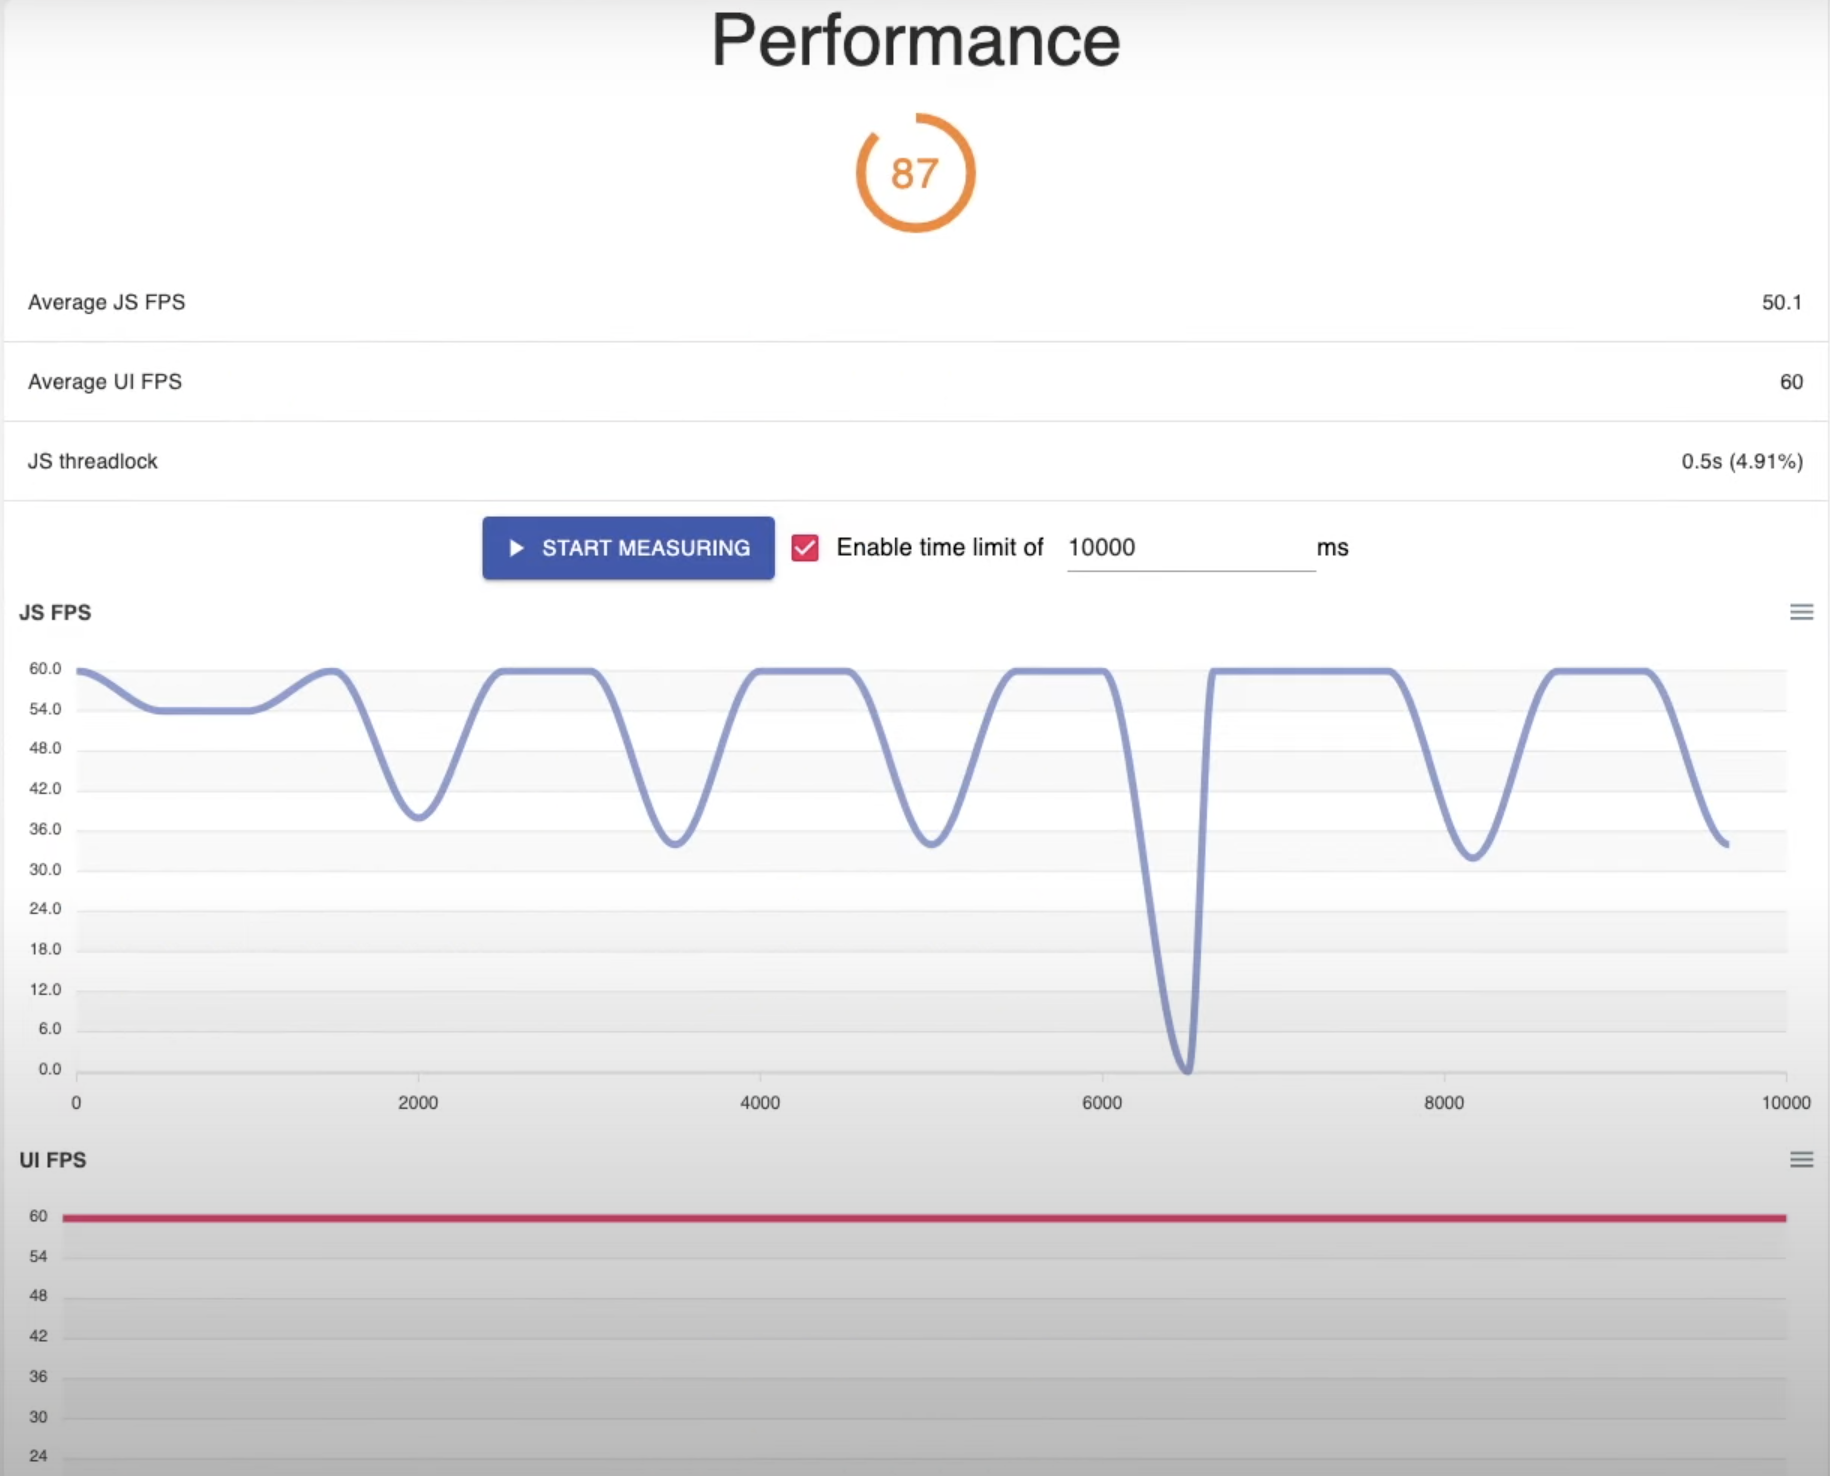 Performance
87
Average JS FPS 50.1
Average UI FPS 60
JS threadlock 0.5s (4.91%)
START MEASURING Enable time limit of 10000 ms
JS FPS
60.0
54.0
48.0
42.0
36.0
30.0
24.0
18.0
12.0
6.0
0.0
0 2000 4000 6000 8000 10000
UI FPS
60
54
48
42
36
30
24